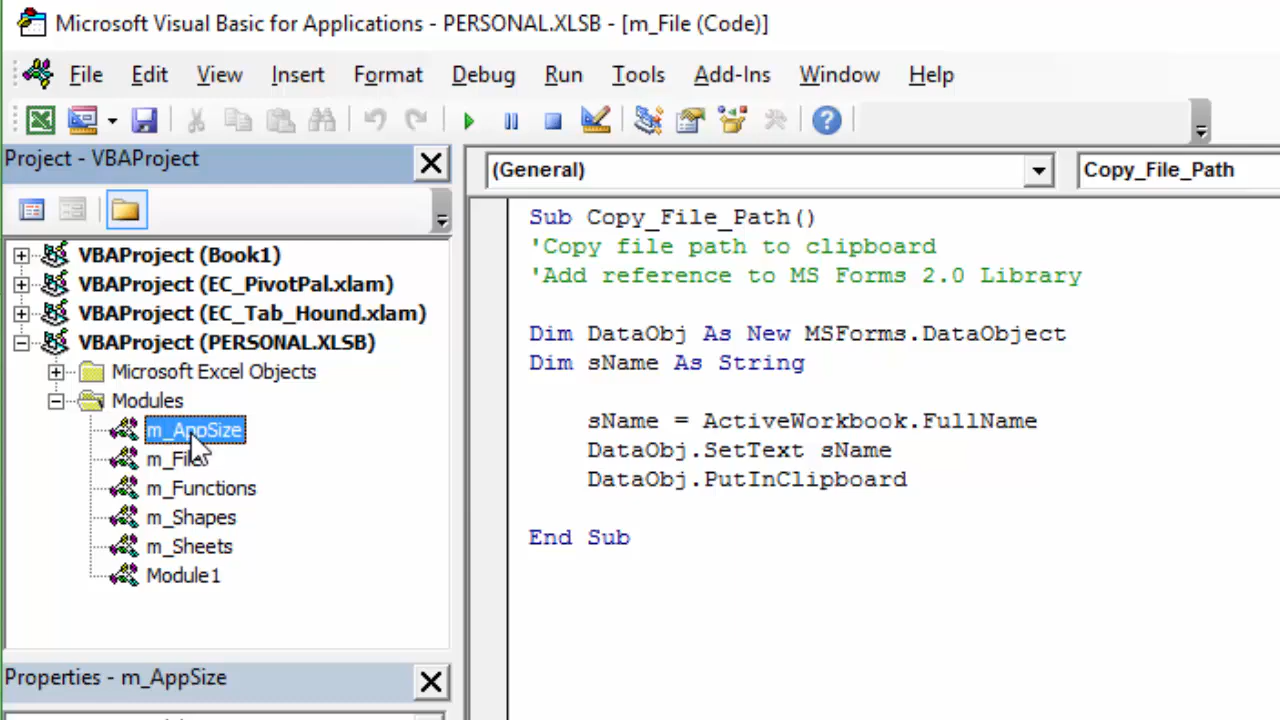 Microsoft Visual Basic for Applications - PERSONAL.XLSB - [m_File (Code)]
File Edit View Insert Format Debug Run Tools Add-Ins Window Help
Project - VBAProject
(General)
Copy_File_Path
VBAProject (Book1)
VBAProject (EC_PivotPal.xlam)
VBAProject (EC_Tab_Hound.xlam)
VBAProject (PERSONAL.XLSB)
Microsoft Excel Objects
Modules
m_AppSize
m_File
m_Functions
m_Shapes
m_Sheets
Module1
Properties - m_AppSize
Sub Copy_File_Path()
'Copy file path to clipboard
'Add reference to MS Forms 2.0 Library
Dim DataObj As New MSForms.DataObject
Dim sName As String
sName = ActiveWorkbook.FullName
DataObj.SetText sName
DataObj.PutInClipboard
End Sub